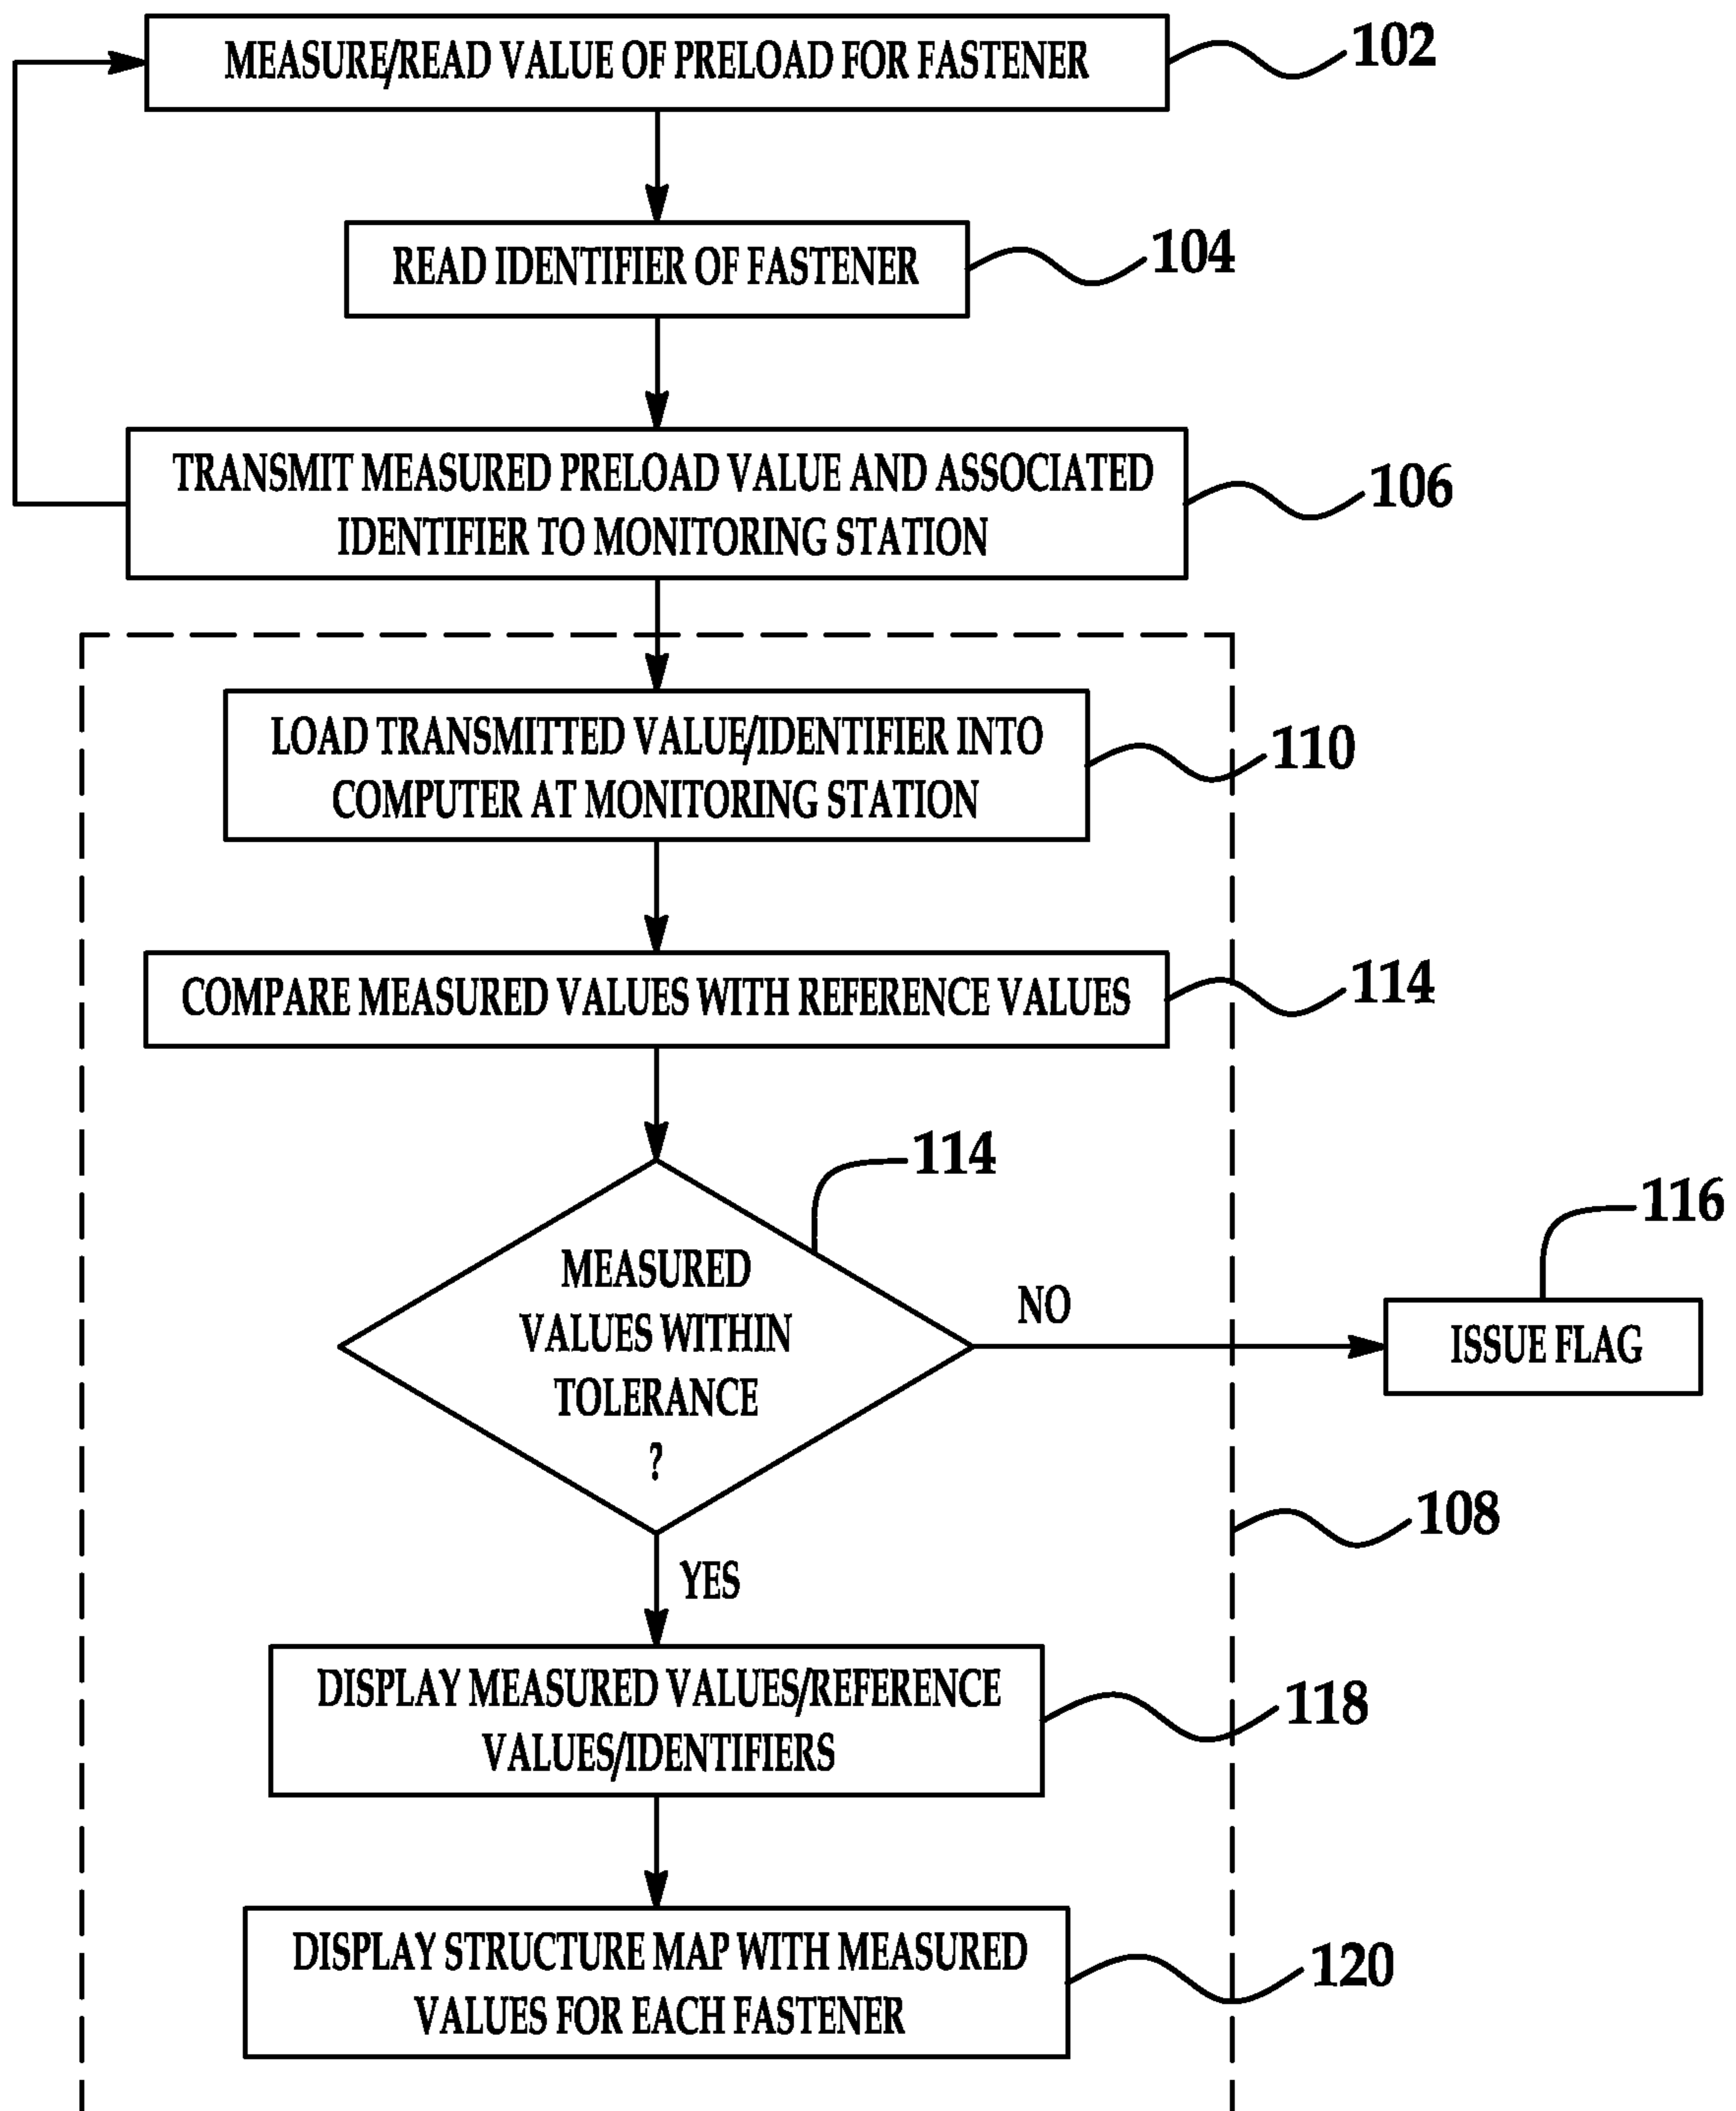 MEASURE/READ VALUE OF PRELOAD FOR FASTENER
102
READ IDENTIFIER OF FASTENER
104
TRANSMIT MEASURED PRELOAD VALUE AND ASSOCIATED
IDENTIFIER TO MONITORING STATION
106
LOAD TRANSMITTED VALUE/IDENTIFIER INTO
COMPUTER AT MONITORING STATION
110
COMPARE MEASURED VALUES WITH REFERENCE VALUES
114
114
MEASURED
VALUES WITHIN
TOLERANCE
?
NO
116
ISSUE FLAG
108
YES
DISPLAY MEASURED VALUES/REFERENCE
VALUES/IDENTIFIERS
118
DISPLAY STRUCTURE MAP WITH MEASURED
VALUES FOR EACH FASTENER
120